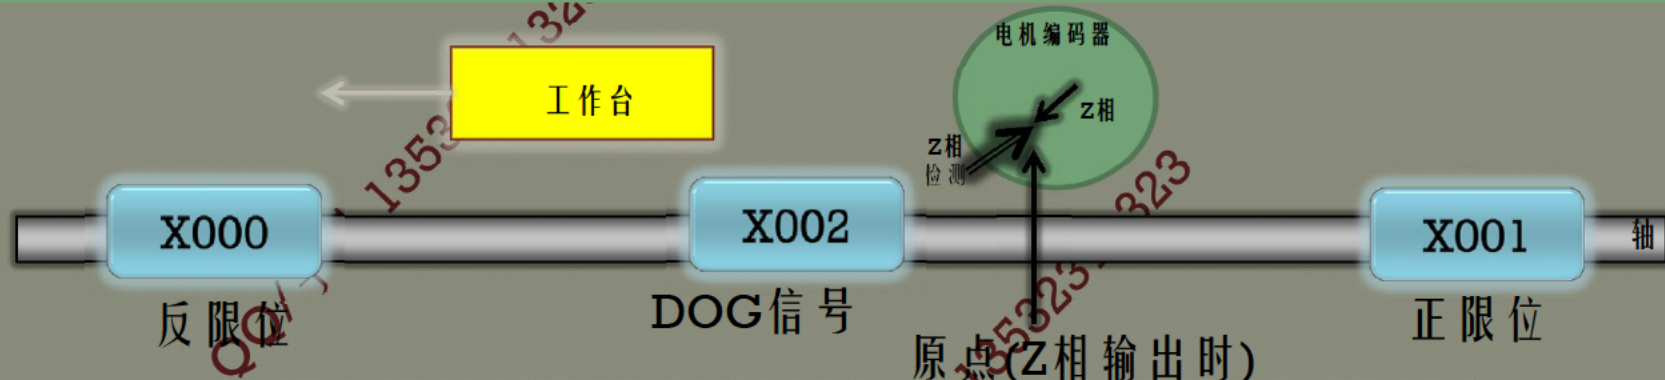 电机编码器
工作台
Z相
Z相
检测
X000
X002
X001
轴
反限位
DOG信号
正限位
原点(Z相输出时)